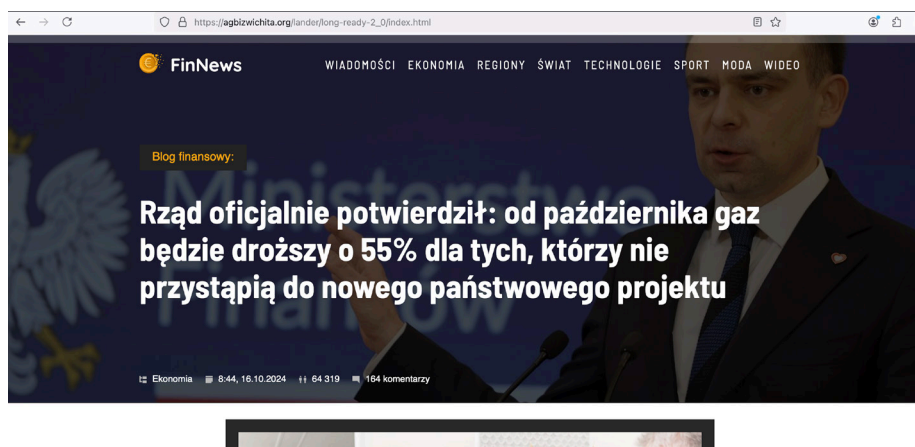 https://agbizwichita.org/lander/long-ready-2_0/index.html
FinNews
WIADOMOŚCI EKONOMIA REGIONY ŚWIAT TECHNOLOGIE SPORT MODA WIDEO
Ministerstwo
Finansów
Blog finansowy:
Rząd oficjalnie potwierdził: od października gaz
będzie droższy o 55% dla tych, którzy nie
przystąpią do nowego państwowego projektu
Ekonomia 8:44, 16.10.2024 64 319 164 komentarzy